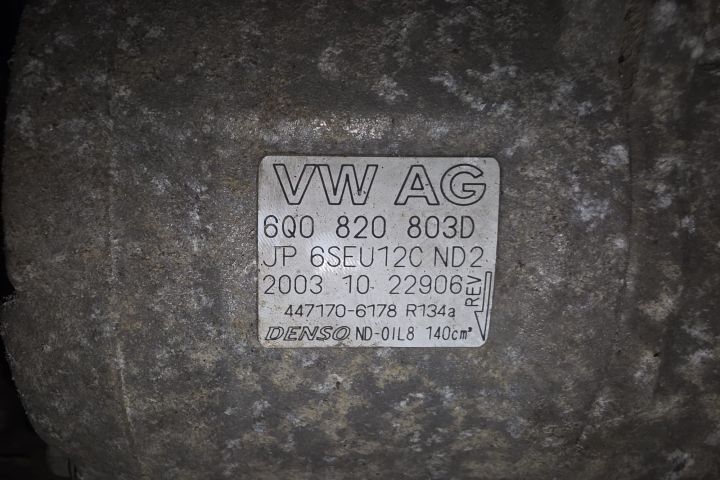 VW AG
6Q0 820 803D
JP 6SEU12C ND2
2003 10 22906
REV
447170-6178 R134a
DENSO ND-OIL8 140cm³